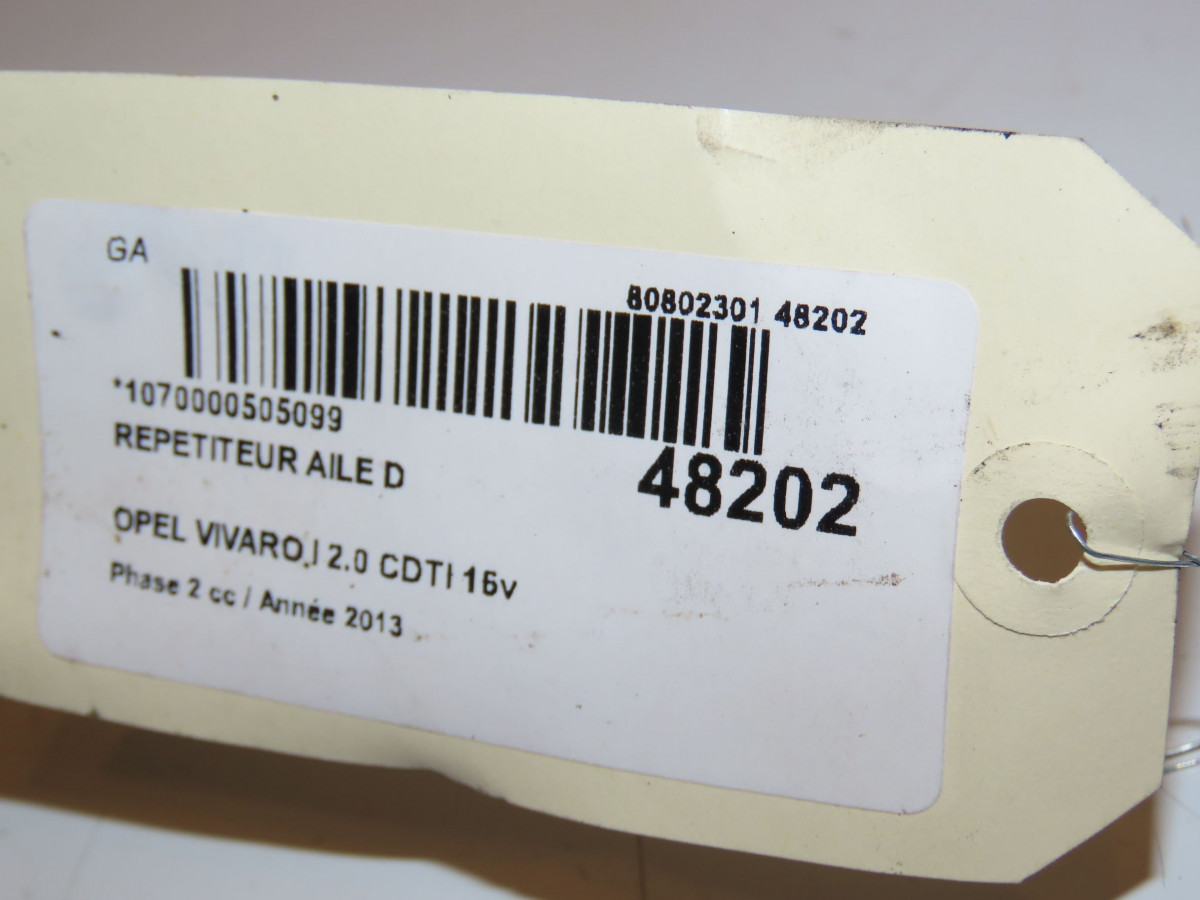 GA
80802301 48202
*1070000505099
REPETITEUR AILE D
48202
OPEL VIVARO I 2.0 CDTI 16v
Phase 2 cc / Année 2013